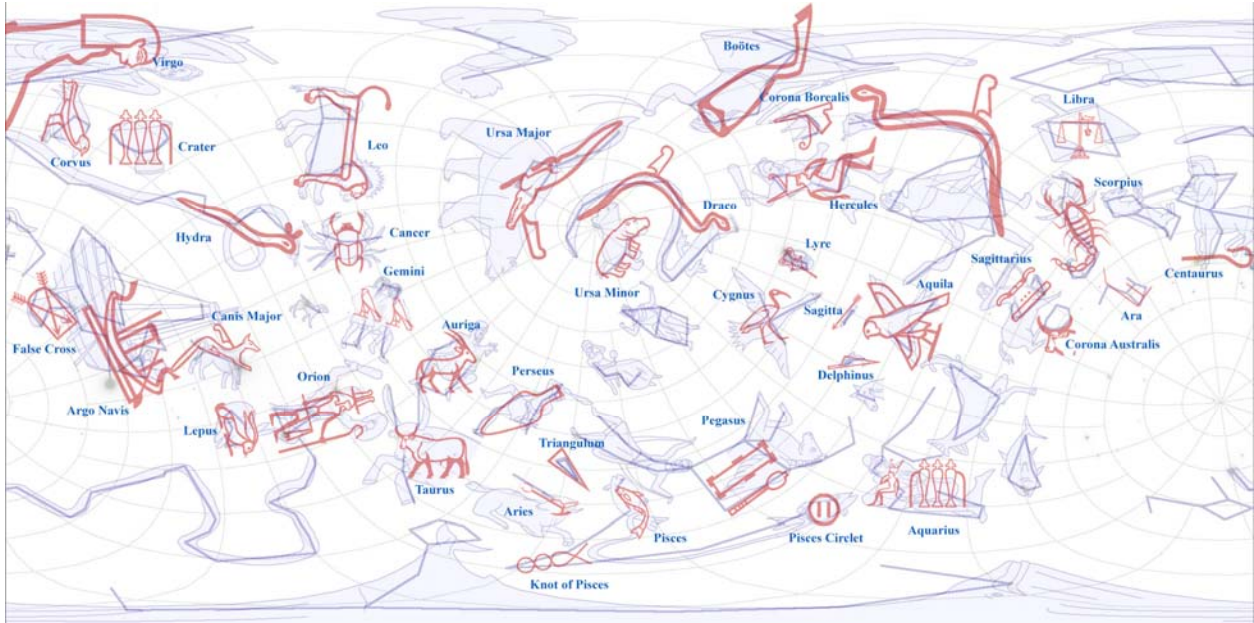 Virgo
Boötes
Corona Borealis
Libra
Ursa Major
Leo
Crater
Corvus
Scorpius
Draco
Hercules
Cancer
Hydra
Lyre
Sagittarius
Centaurus
Gemini
Ursa Minor
Cygnus
Sagitta
Aquila
Ara
Canis Major
Auriga
False Cross
Corona Australis
Orion
Perseus
Delphinus
Argo Navis
Lepus
Triangulum
Pegasus
Taurus
Aries
Pisces
Pisces Circlet
Aquarius
Knot of Pisces